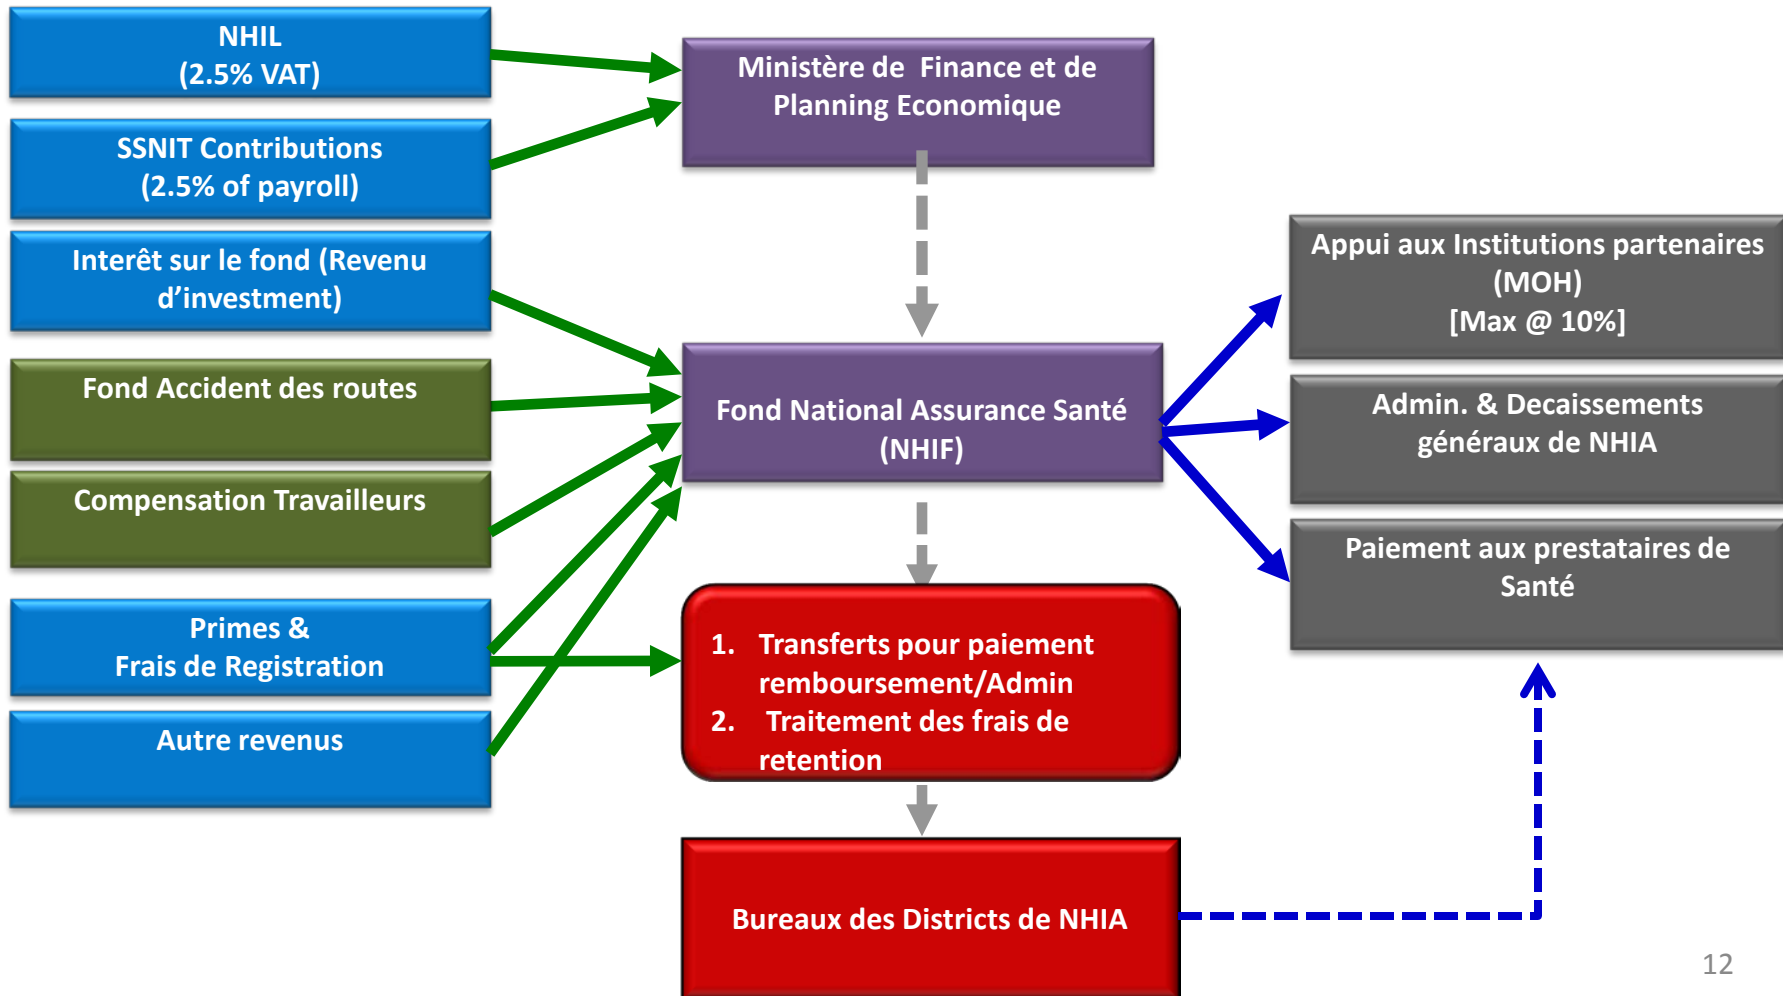 NHIL
(2.5% VAT)
SSNIT Contributions
(2.5% of payroll)
Interêt sur le fond (Revenu
d’investment)
Fond Accident des routes
Compensation Travailleurs
Primes &
Frais de Registration
Autre revenus
Ministère de  Finance et de
Planning Economique
Fond National Assurance Santé
(NHIF)
1. Transferts pour paiement
remboursement/Admin
2. Traitement des frais de
retention
Bureaux des Districts de NHIA
Appui aux Institutions partenaires
(MOH)
[Max @ 10%]
Admin. & Decaissements
généraux de NHIA
Paiement aux prestataires de
Santé
12